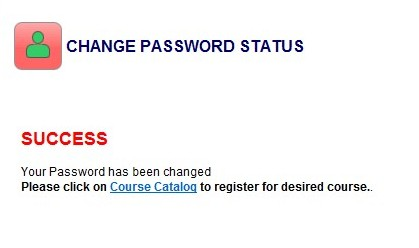 CHANGE PASSWORD STATUS
SUCCESS
Your Password has been changed
Please click on Course Catalog to register for desired course..